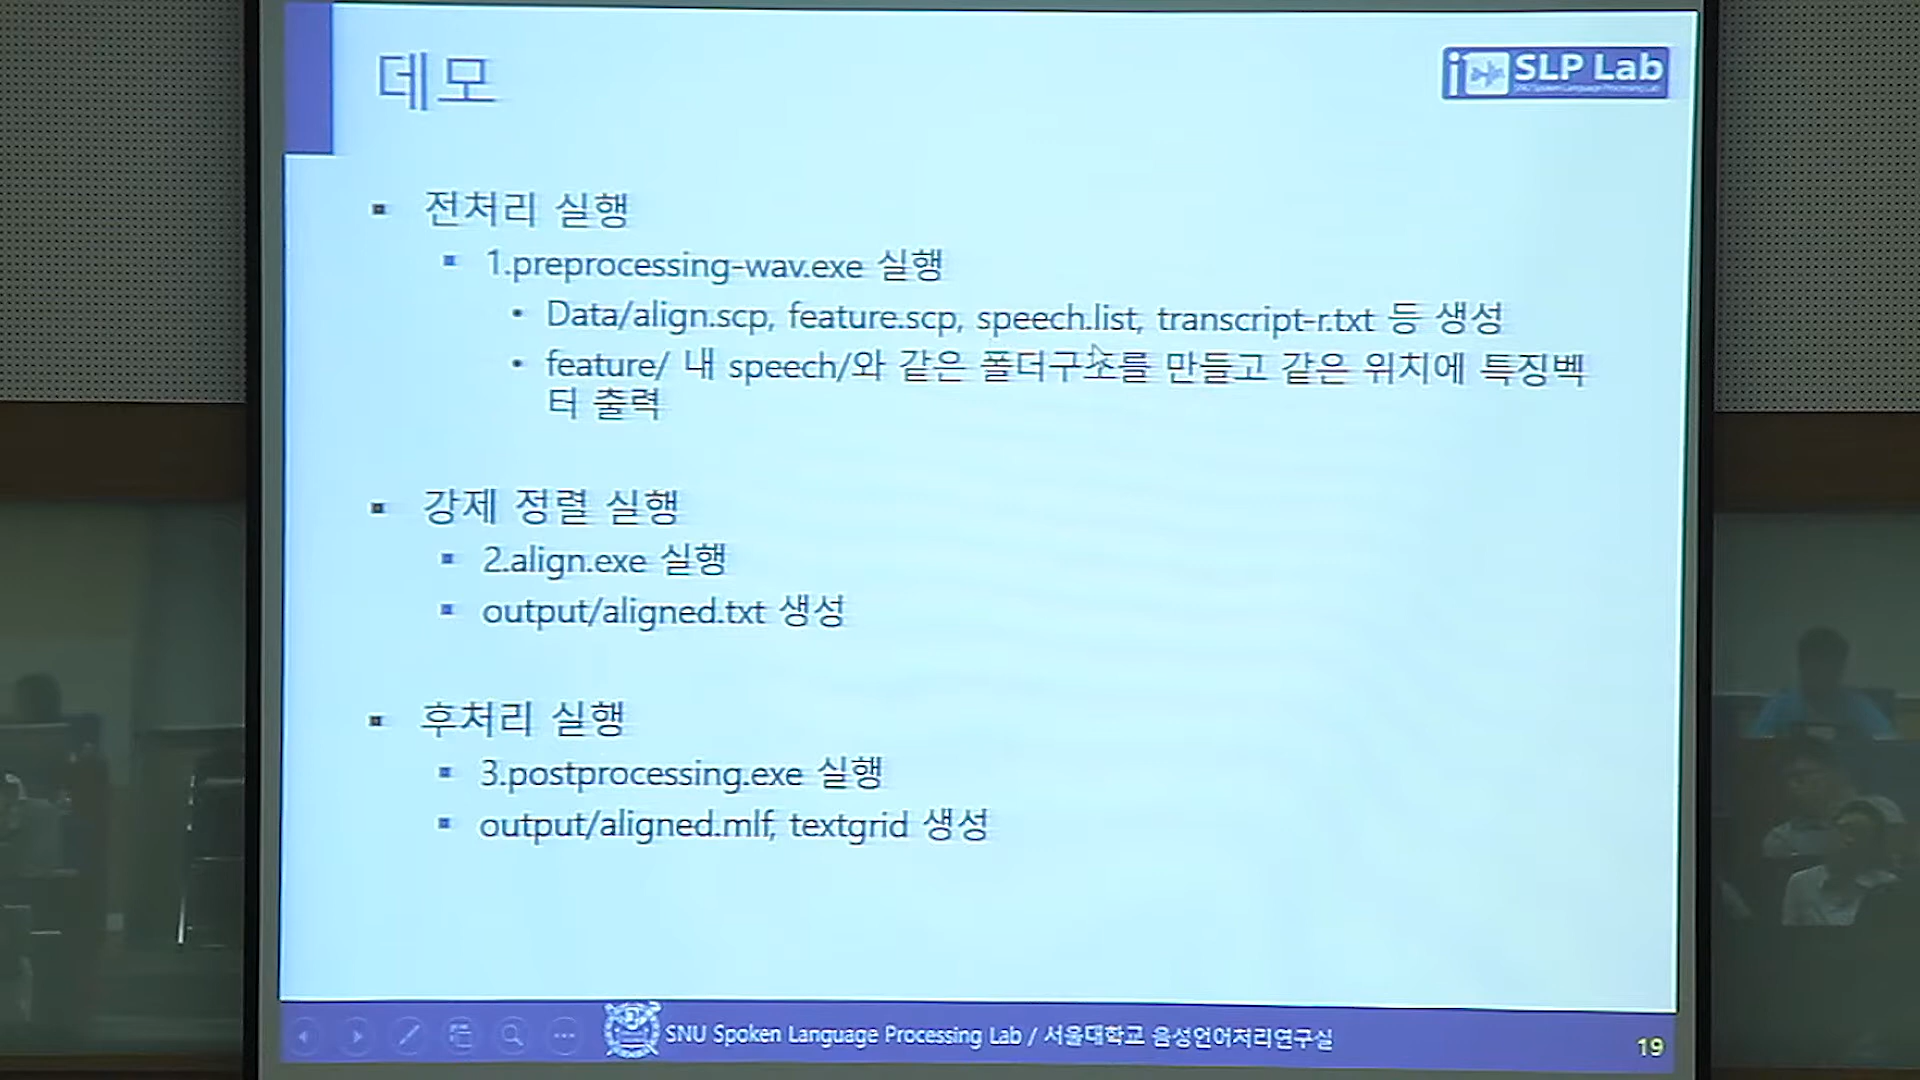 데모
SLP Lab
전처리 실행
1.preprocessing-wav.exe 실행
Data/align.scp, feature.scp, speech.list, transcript-r.txt 등 생성
feature/ 내 speech/와 같은 폴더구조를 만들고 같은 위치에 특징벡
터 출력
강제 정렬 실행
2.align.exe 실행
output/aligned.txt 생성
후처리 실행
3.postprocessing.exe 실행
output/aligned.mlf, textgrid 생성
SNU Spoken Language Processing Lab / 서울대학교 음성언어처리연구실
19